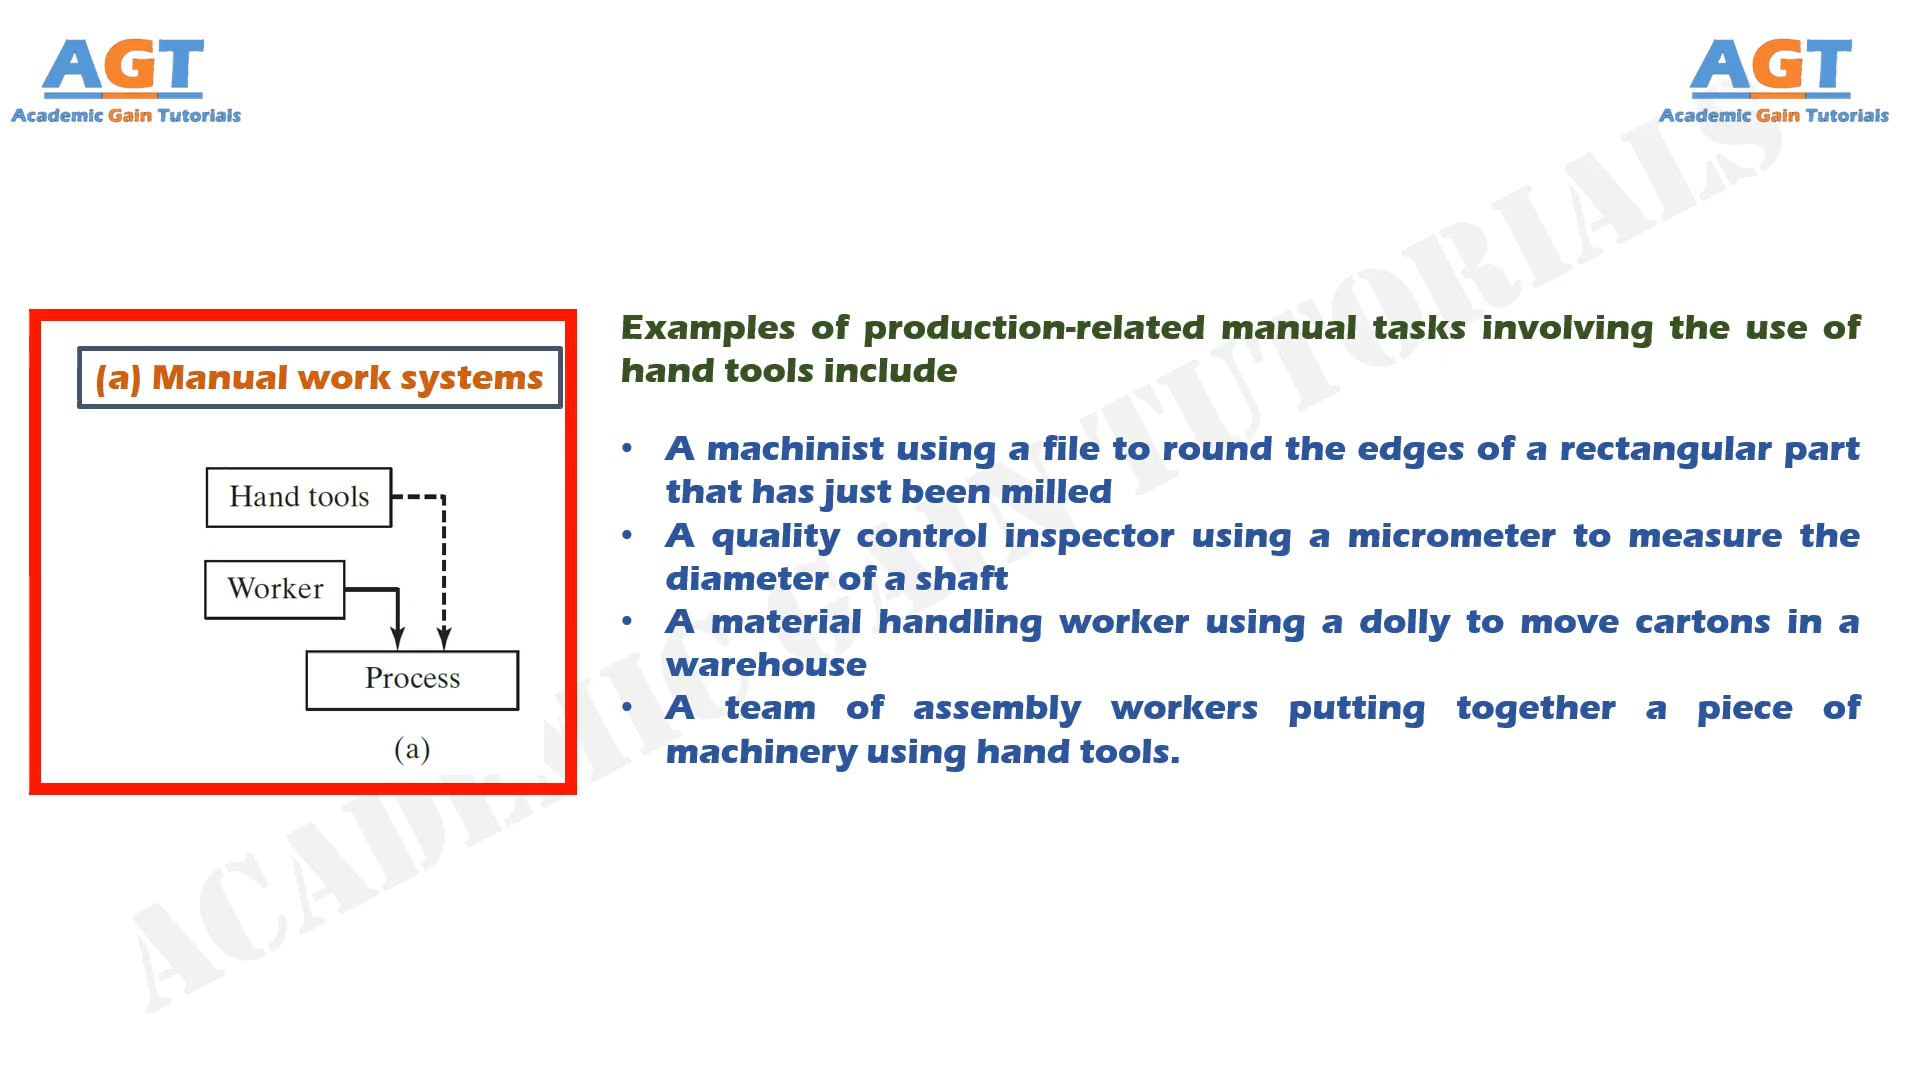 AGT
Academic Gain Tutorials
AGT
Academic Gain Tutorials
(a) Manual work systems
Hand tools
Worker
Process
(a)
Examples of production-related manual tasks involving the use of
hand tools include
• A machinist using a file to round the edges of a rectangular part
that has just been milled
• A quality control inspector using a micrometer to measure the
diameter of a shaft
• A material handling worker using a dolly to move cartons in a
warehouse
• A team of assembly workers putting together a piece of
machinery using hand tools.
ACADEMIC GAIN TUTORIALS